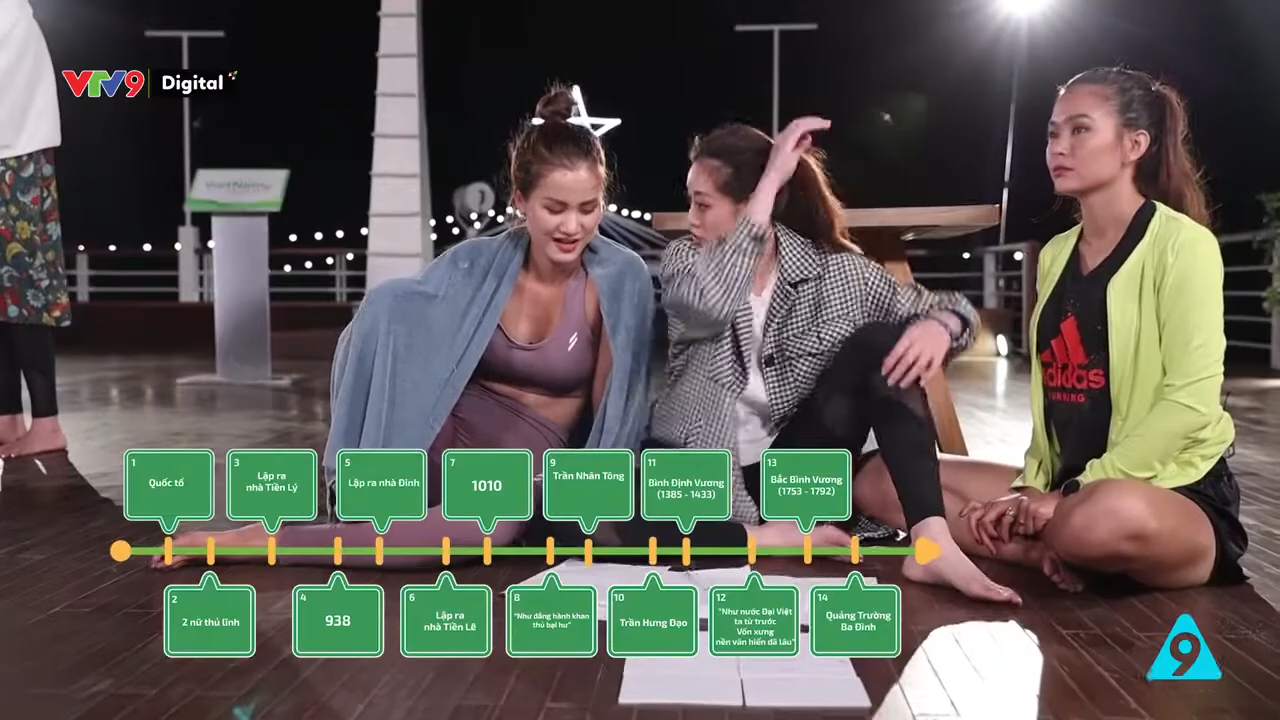 VTV9 Digital
adidas
RUNNING
1
Quốc tổ
3
Lập ra
nhà Tiền Lý
5
Lập ra nhà Đinh
7
1010
9
Trần Nhân Tông
11
Bình Định Vương
(1385 - 1433)
13
Bắc Bình Vương
(1753 - 1792)
2
2 nữ thủ lĩnh
4
938
6
Lập ra
nhà Tiền Lê
8
"Như đẳng hành khan
thủ bại hư"
10
Trần Hưng Đạo
12
"Như nước Đại Việt
ta từ trước
Vốn xưng
nền văn hiến đã lâu"
14
Quảng Trường
Ba Đình
9